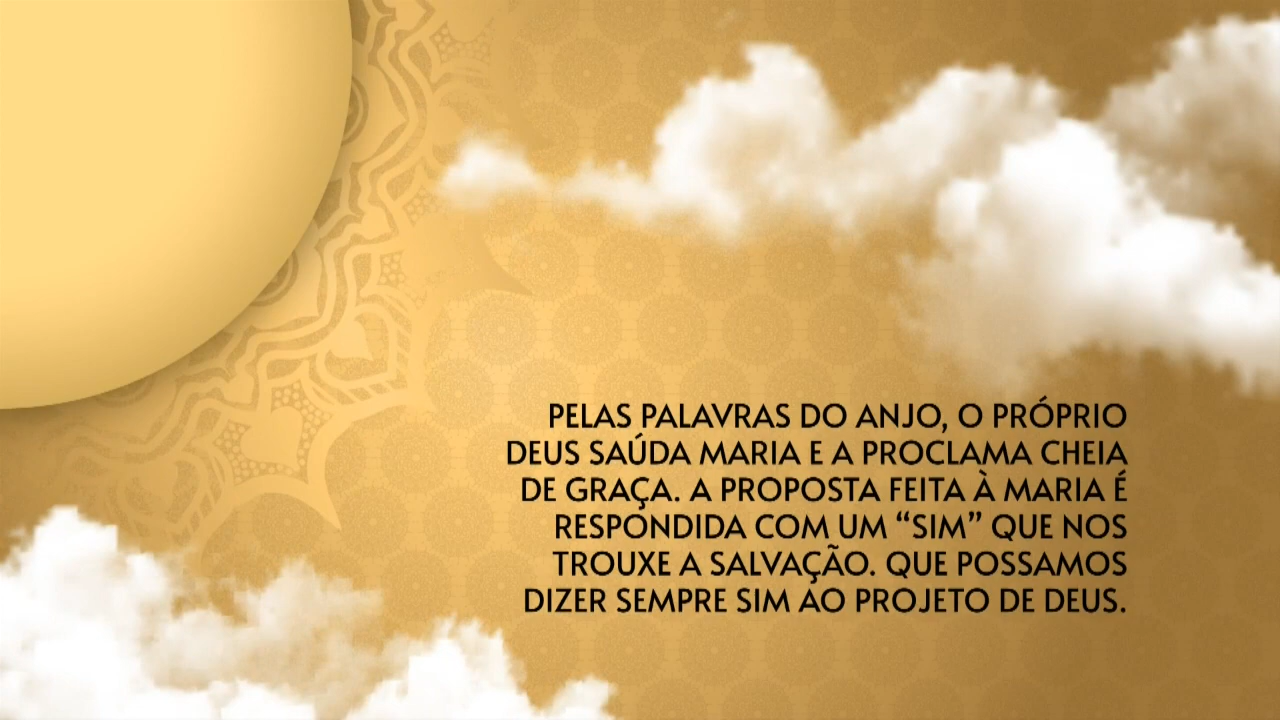 PELAS PALAVRAS DO ANJO, O PRÓPRIO
DEUS SAÚDA MARIA E A PROCLAMA CHEIA
DE GRAÇA. A PROPOSTA FEITA À MARIA É
RESPONDIDA COM UM “SIM” QUE NOS
TROUXE A SALVAÇÃO. QUE POSSAMOS
DIZER SEMPRE SIM AO PROJETO DE DEUS.